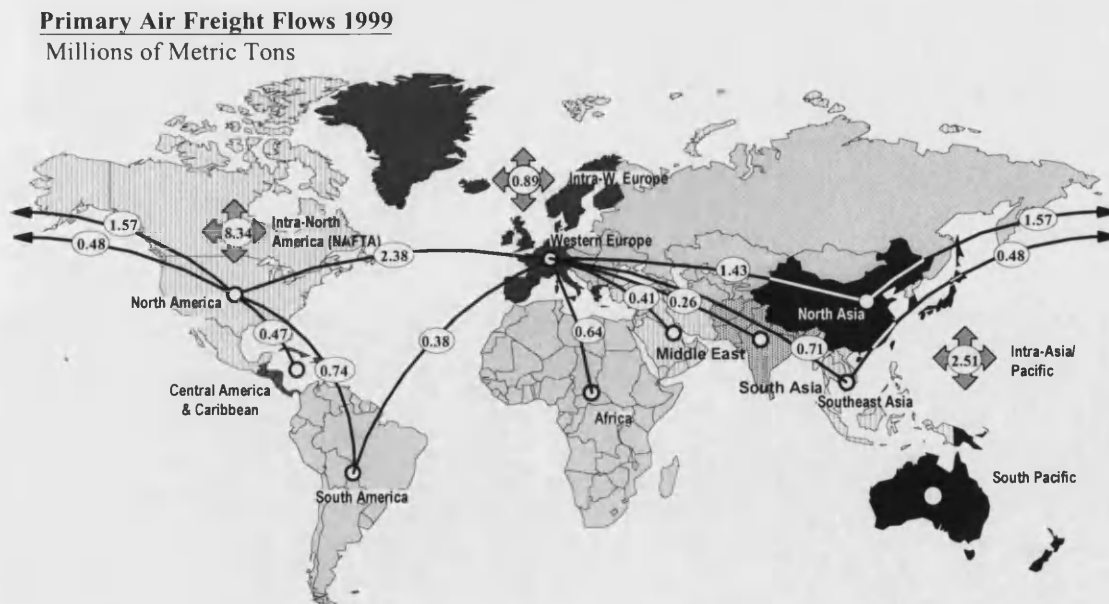 Primary Air Freight Flows 1999
Millions of Metric Tons
0.89
Intra-W. Europe
1.57
8.34
Intra-North
America (NAFTA)
1.57
0.48
2.38
Western Europe
0.48
1.43
North America
0.41
0.26
North Asia
0.47
0.38
0.64
Middle East
0.71
2.51
Intra-Asia/
Pacific
0.74
Central America
& Caribbean
South Asia
Southeast Asia
Africa
South America
South Pacific